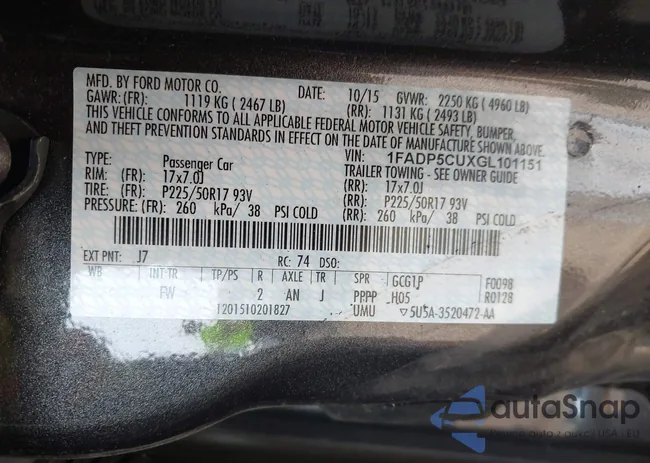 MFD. BY FORD MOTOR CO. DATE: 10/15 GVWR: 2250 KG ( 4960 LB)
GAWR: (FR): 1119 KG ( 2467 LB) (RR): 1131 KG ( 2493 LB)
THIS VEHICLE CONFORMS TO ALL APPLICABLE FEDERAL MOTOR VEHICLE SAFETY, BUMPER,
AND THEFT PREVENTION STANDARDS IN EFFECT ON THE DATE OF MANUFACTURE SHOWN ABOVE.
VIN: 1FADP5CUXGL101151
TYPE: Passenger Car TRAILER TOWING - SEE OWNER GUIDE
RIM: (FR): 17x7.0J (RR): 17x7.0J
TIRE: (FR): P225/50R17 93V (RR): P225/50R17 93V
PRESSURE: (FR): 260 kPa/ 38 PSI COLD (RR): 260 kPa/ 38 PSI COLD
EXT PNT: J7 RC: 74 DSO:
WB INT TR TP/PS R AXLE TR SPR GCG1P F0098
FW 2 AN J PPPP H05 R0128
1201510201827 UMU ▽5U5A-3520472-AA
autoSnap